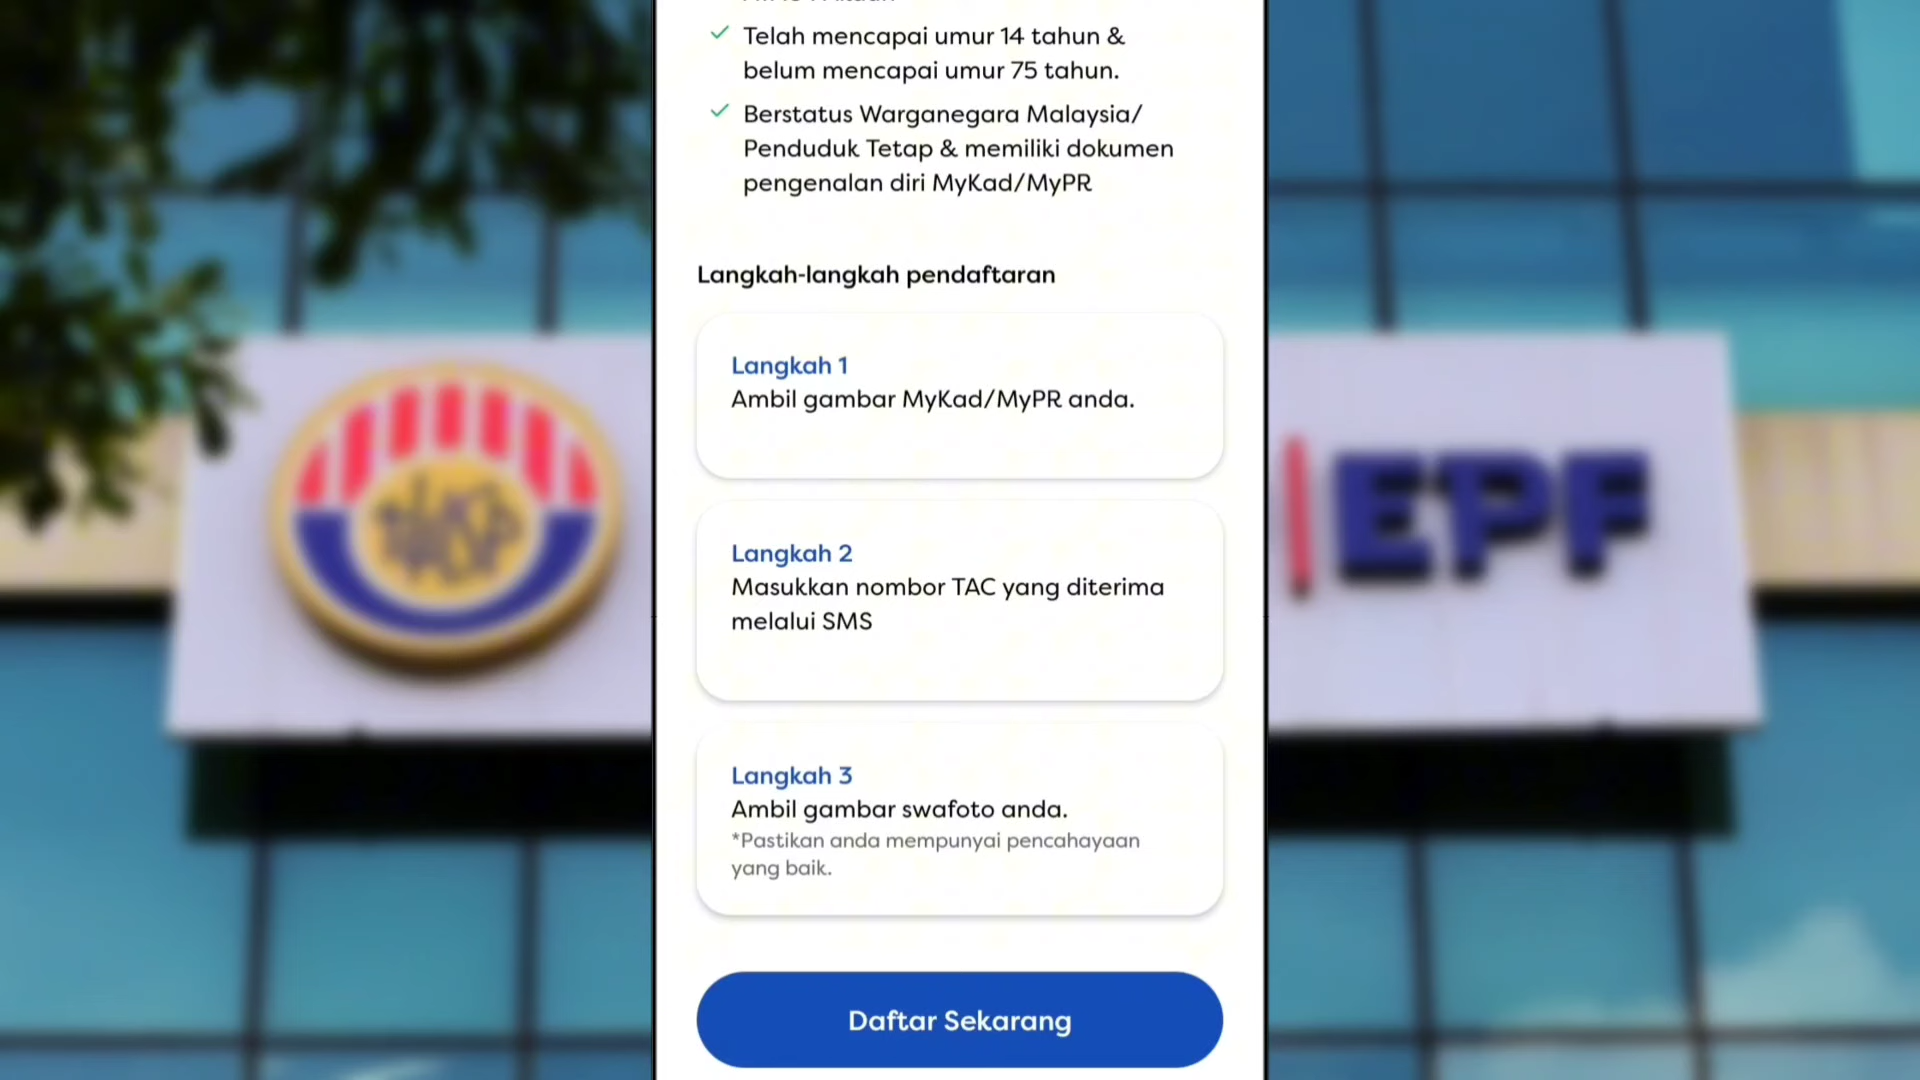 Telah mencapai umur 14 tahun &
belum mencapai umur 75 tahun.
Berstatus Warganegara Malaysia/
Penduduk Tetap & memiliki dokumen
pengenalan diri MyKad/MyPR
Langkah-langkah pendaftaran
Langkah 1
Ambil gambar MyKad/MyPR anda.
Langkah 2
Masukkan nombor TAC yang diterima
melalui SMS
Langkah 3
Ambil gambar swafoto anda.
*Pastikan anda mempunyai pencahayaan
yang baik.
Daftar Sekarang
EPF